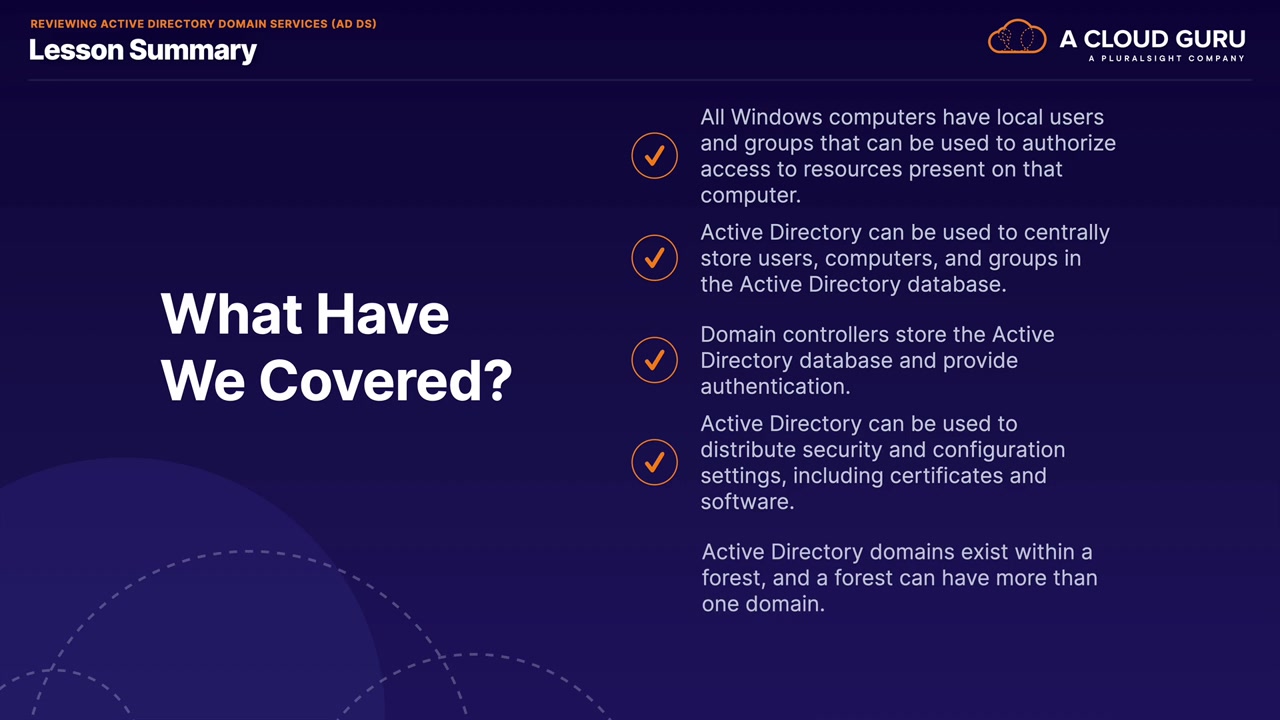 REVIEWING ACTIVE DIRECTORY DOMAIN SERVICES (AD DS)
Lesson Summary
A CLOUD GURU
A PLURALSIGHT COMPANY
What Have
We Covered?
All Windows computers have local users
and groups that can be used to authorize
access to resources present on that
computer.
Active Directory can be used to centrally
store users, computers, and groups in
the Active Directory database.
Domain controllers store the Active
Directory database and provide
authentication.
Active Directory can be used to
distribute security and configuration
settings, including certificates and
software.
Active Directory domains exist within a
forest, and a forest can have more than
one domain.